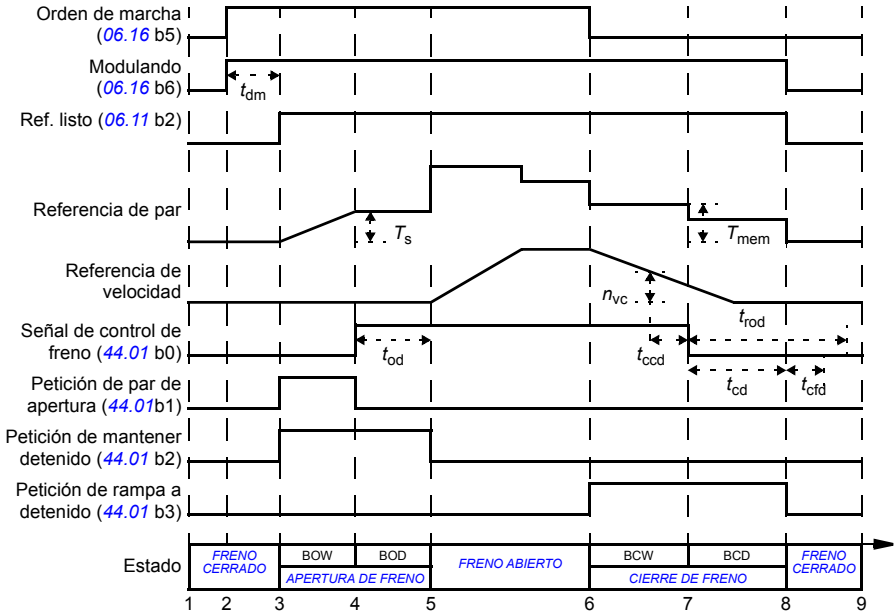 Orden de marcha
(06.16 b5)
Modulando
(06.16 b6)
tdm
Ref. listo (06.11 b2)
Referencia de par
Ts
Tmem
Referencia de
velocidad
nvc
trod
Señal de control de
freno (44.01 b0)
tod
tccd
tcd
tcfd
Petición de par de
apertura (44.01b1)
Petición de mantener
detenido (44.01 b2)
Petición de rampa a
detenido (44.01 b3)
Estado
FRENO
CERRADO
BOW
BOD
APERTURA DE FRENO
FRENO ABIERTO
BCW
BCD
CIERRE DE FRENO
FRENO
CERRADO
1 2 3 4 5 6 7 8 9